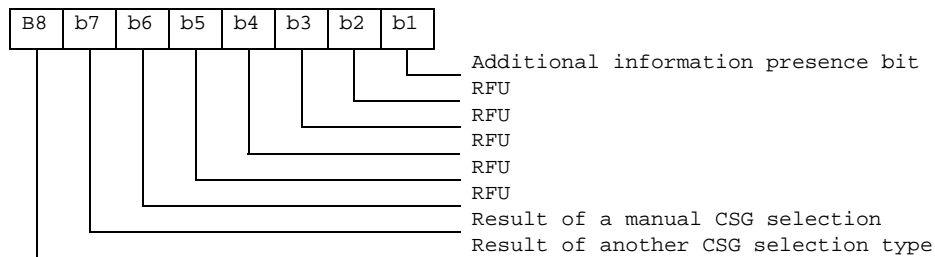 B8 b7 b6 b5 b4 b3 b2 b1
Additional information presence bit
RFU
RFU
RFU
RFU
RFU
Result of a manual CSG selection
Result of another CSG selection type